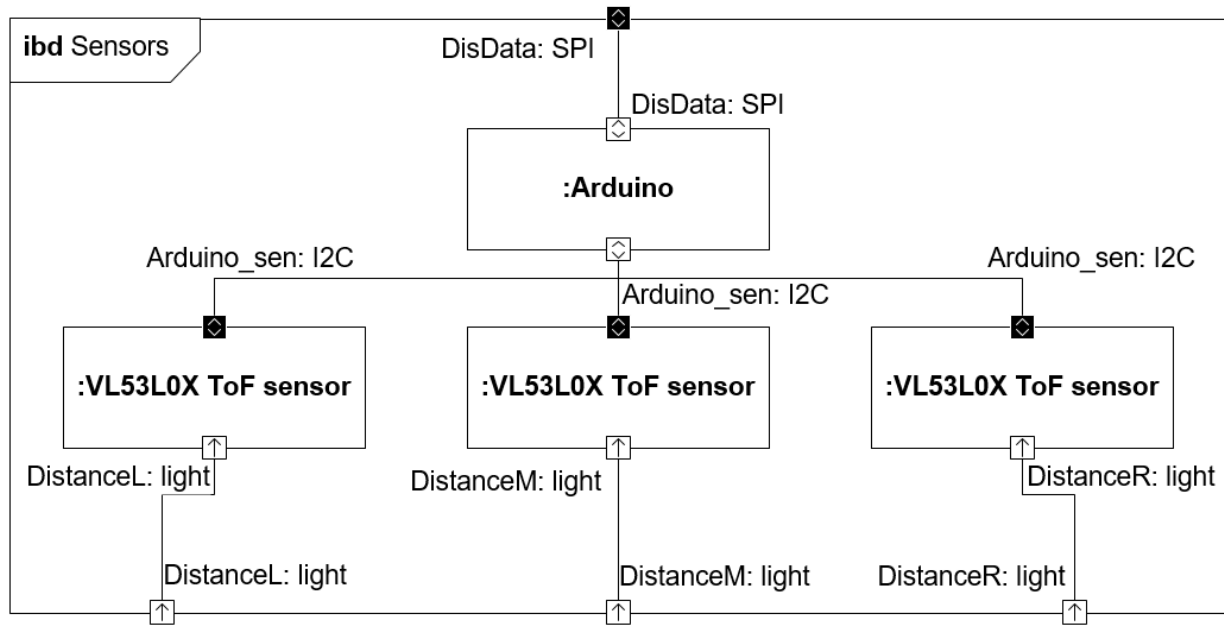 ibd Sensors
DisData: SPI
DisData: SPI
:Arduino
Arduino_sen: I2C
Arduino_sen: I2C
Arduino_sen: I2C
:VL53L0X ToF sensor
:VL53L0X ToF sensor
:VL53L0X ToF sensor
DistanceL: light
DistanceM: light
DistanceR: light
DistanceL: light
DistanceM: light
DistanceR: light